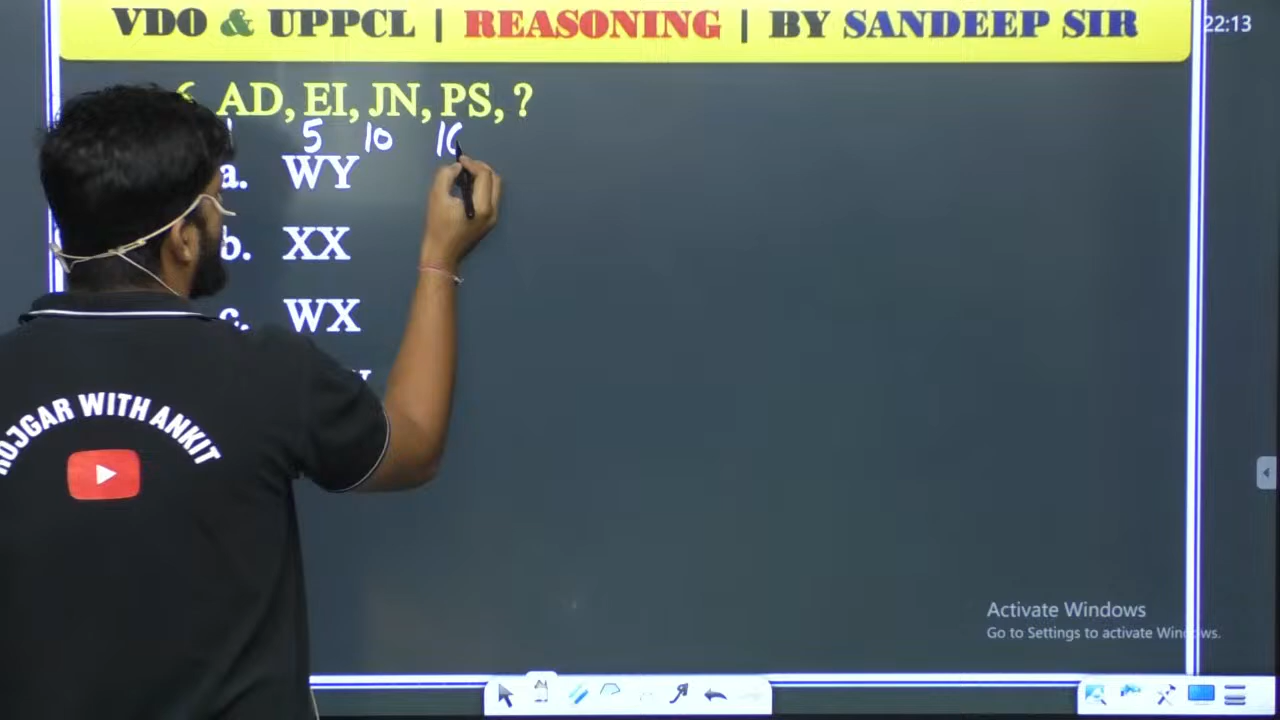 VDO & UPPCL | REASONING | BY SANDEEP SIR
22:13
6. AD, EI, JN, PS, ?
5 10
a. WY
b. XX
c. WX
ROJGAR WITH ANKIT
Activate Windows
Go to Settings to activate Windows.